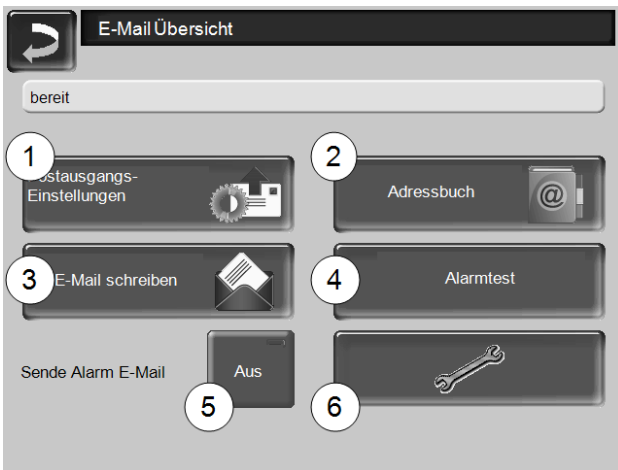 E-Mail Übersicht
bereit
1
2
ostausgangs-
Einstellungen
Adressbuch
@
3
E-Mail schreiben
4
Alarmtest
Sende Alarm E-Mail
Aus
5
6